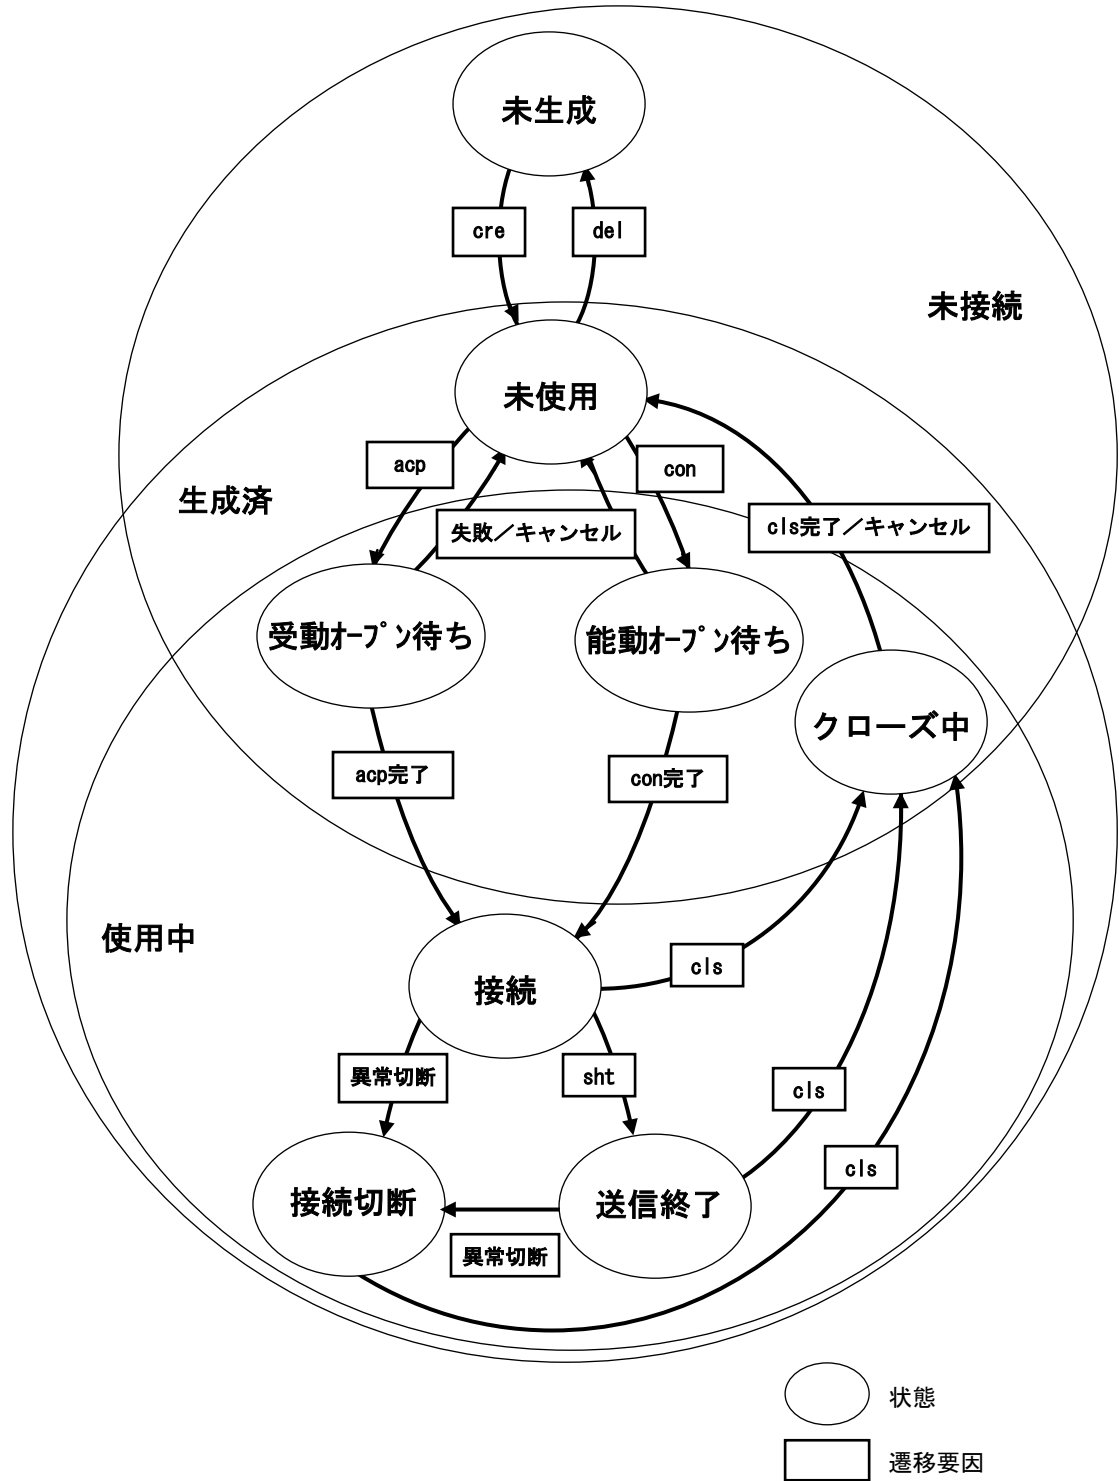 未生成
cre
del
未接続
未使用
acp
con
生成済
失敗／キャンセル
cls完了／キャンセル
受動ｵｰﾌﾟﾝ待ち
能動ｵｰﾌﾟﾝ待ち
クローズ中
acp完了
con完了
使用中
接続
cls
異常切断
sht
cls
cls
接続切断
送信終了
異常切断
状態
遷移要因